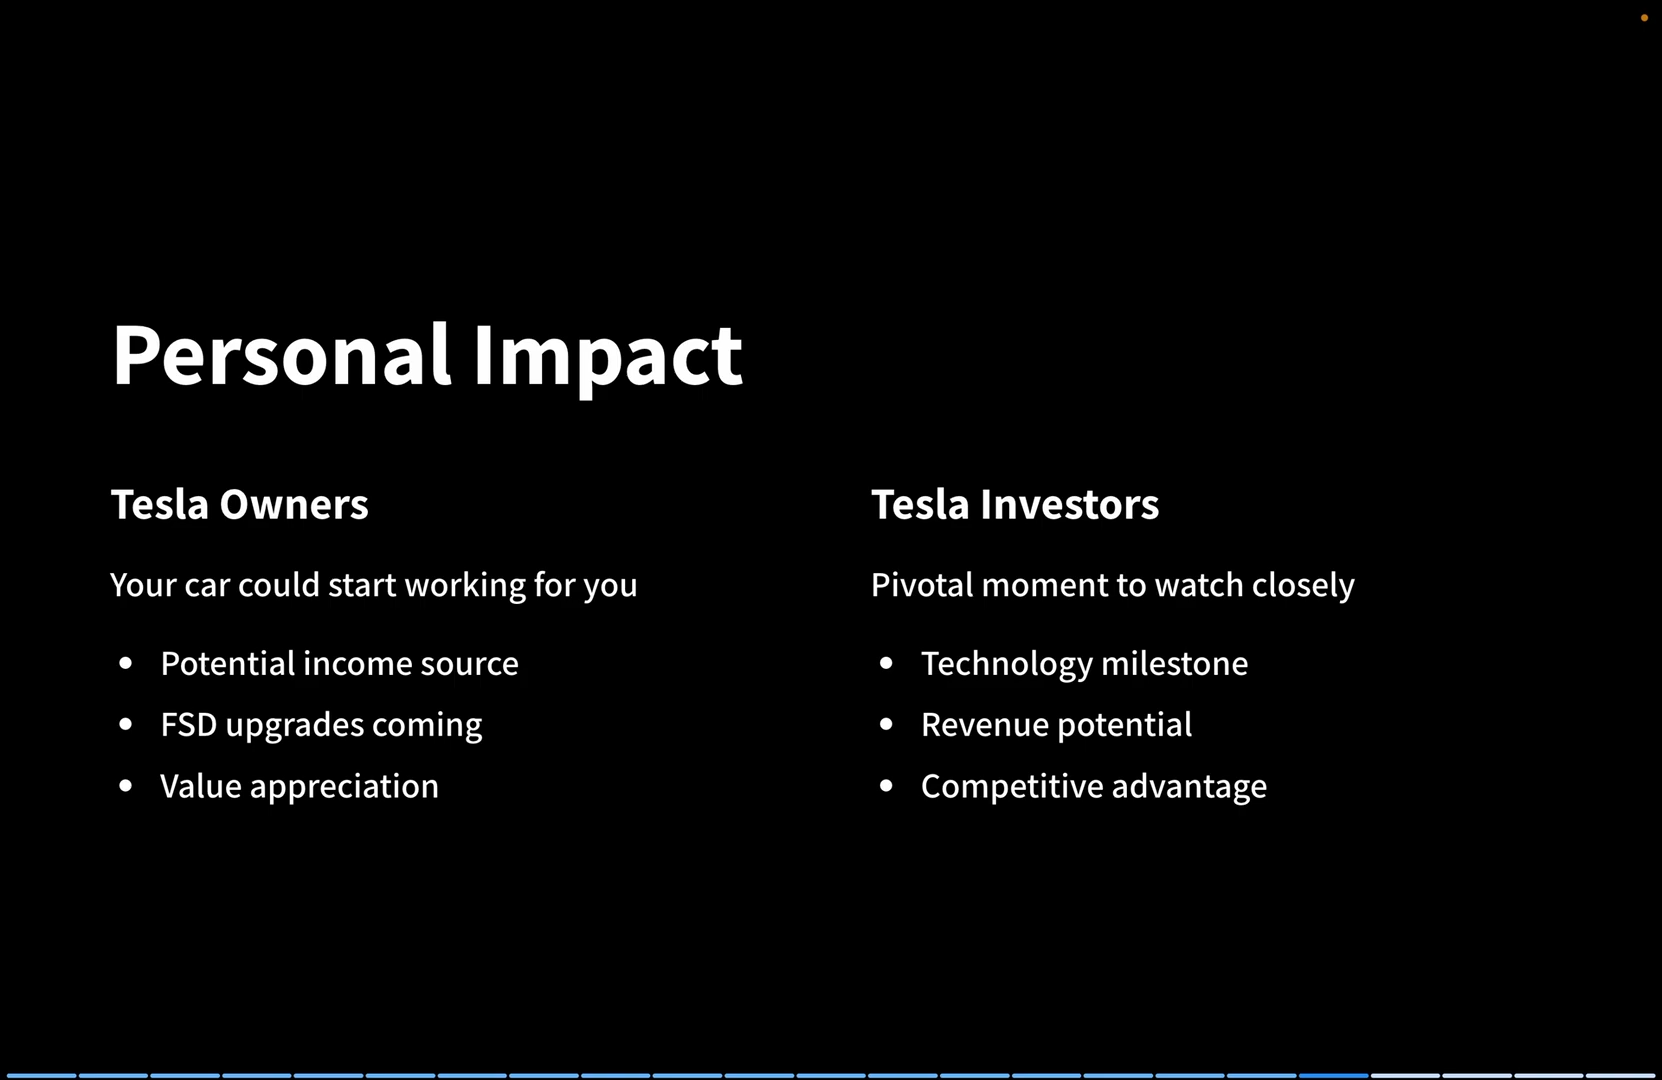 Personal Impact
Tesla Owners
Your car could start working for you
• Potential income source
• FSD upgrades coming
• Value appreciation
Tesla Investors
Pivotal moment to watch closely
• Technology milestone
• Revenue potential
• Competitive advantage